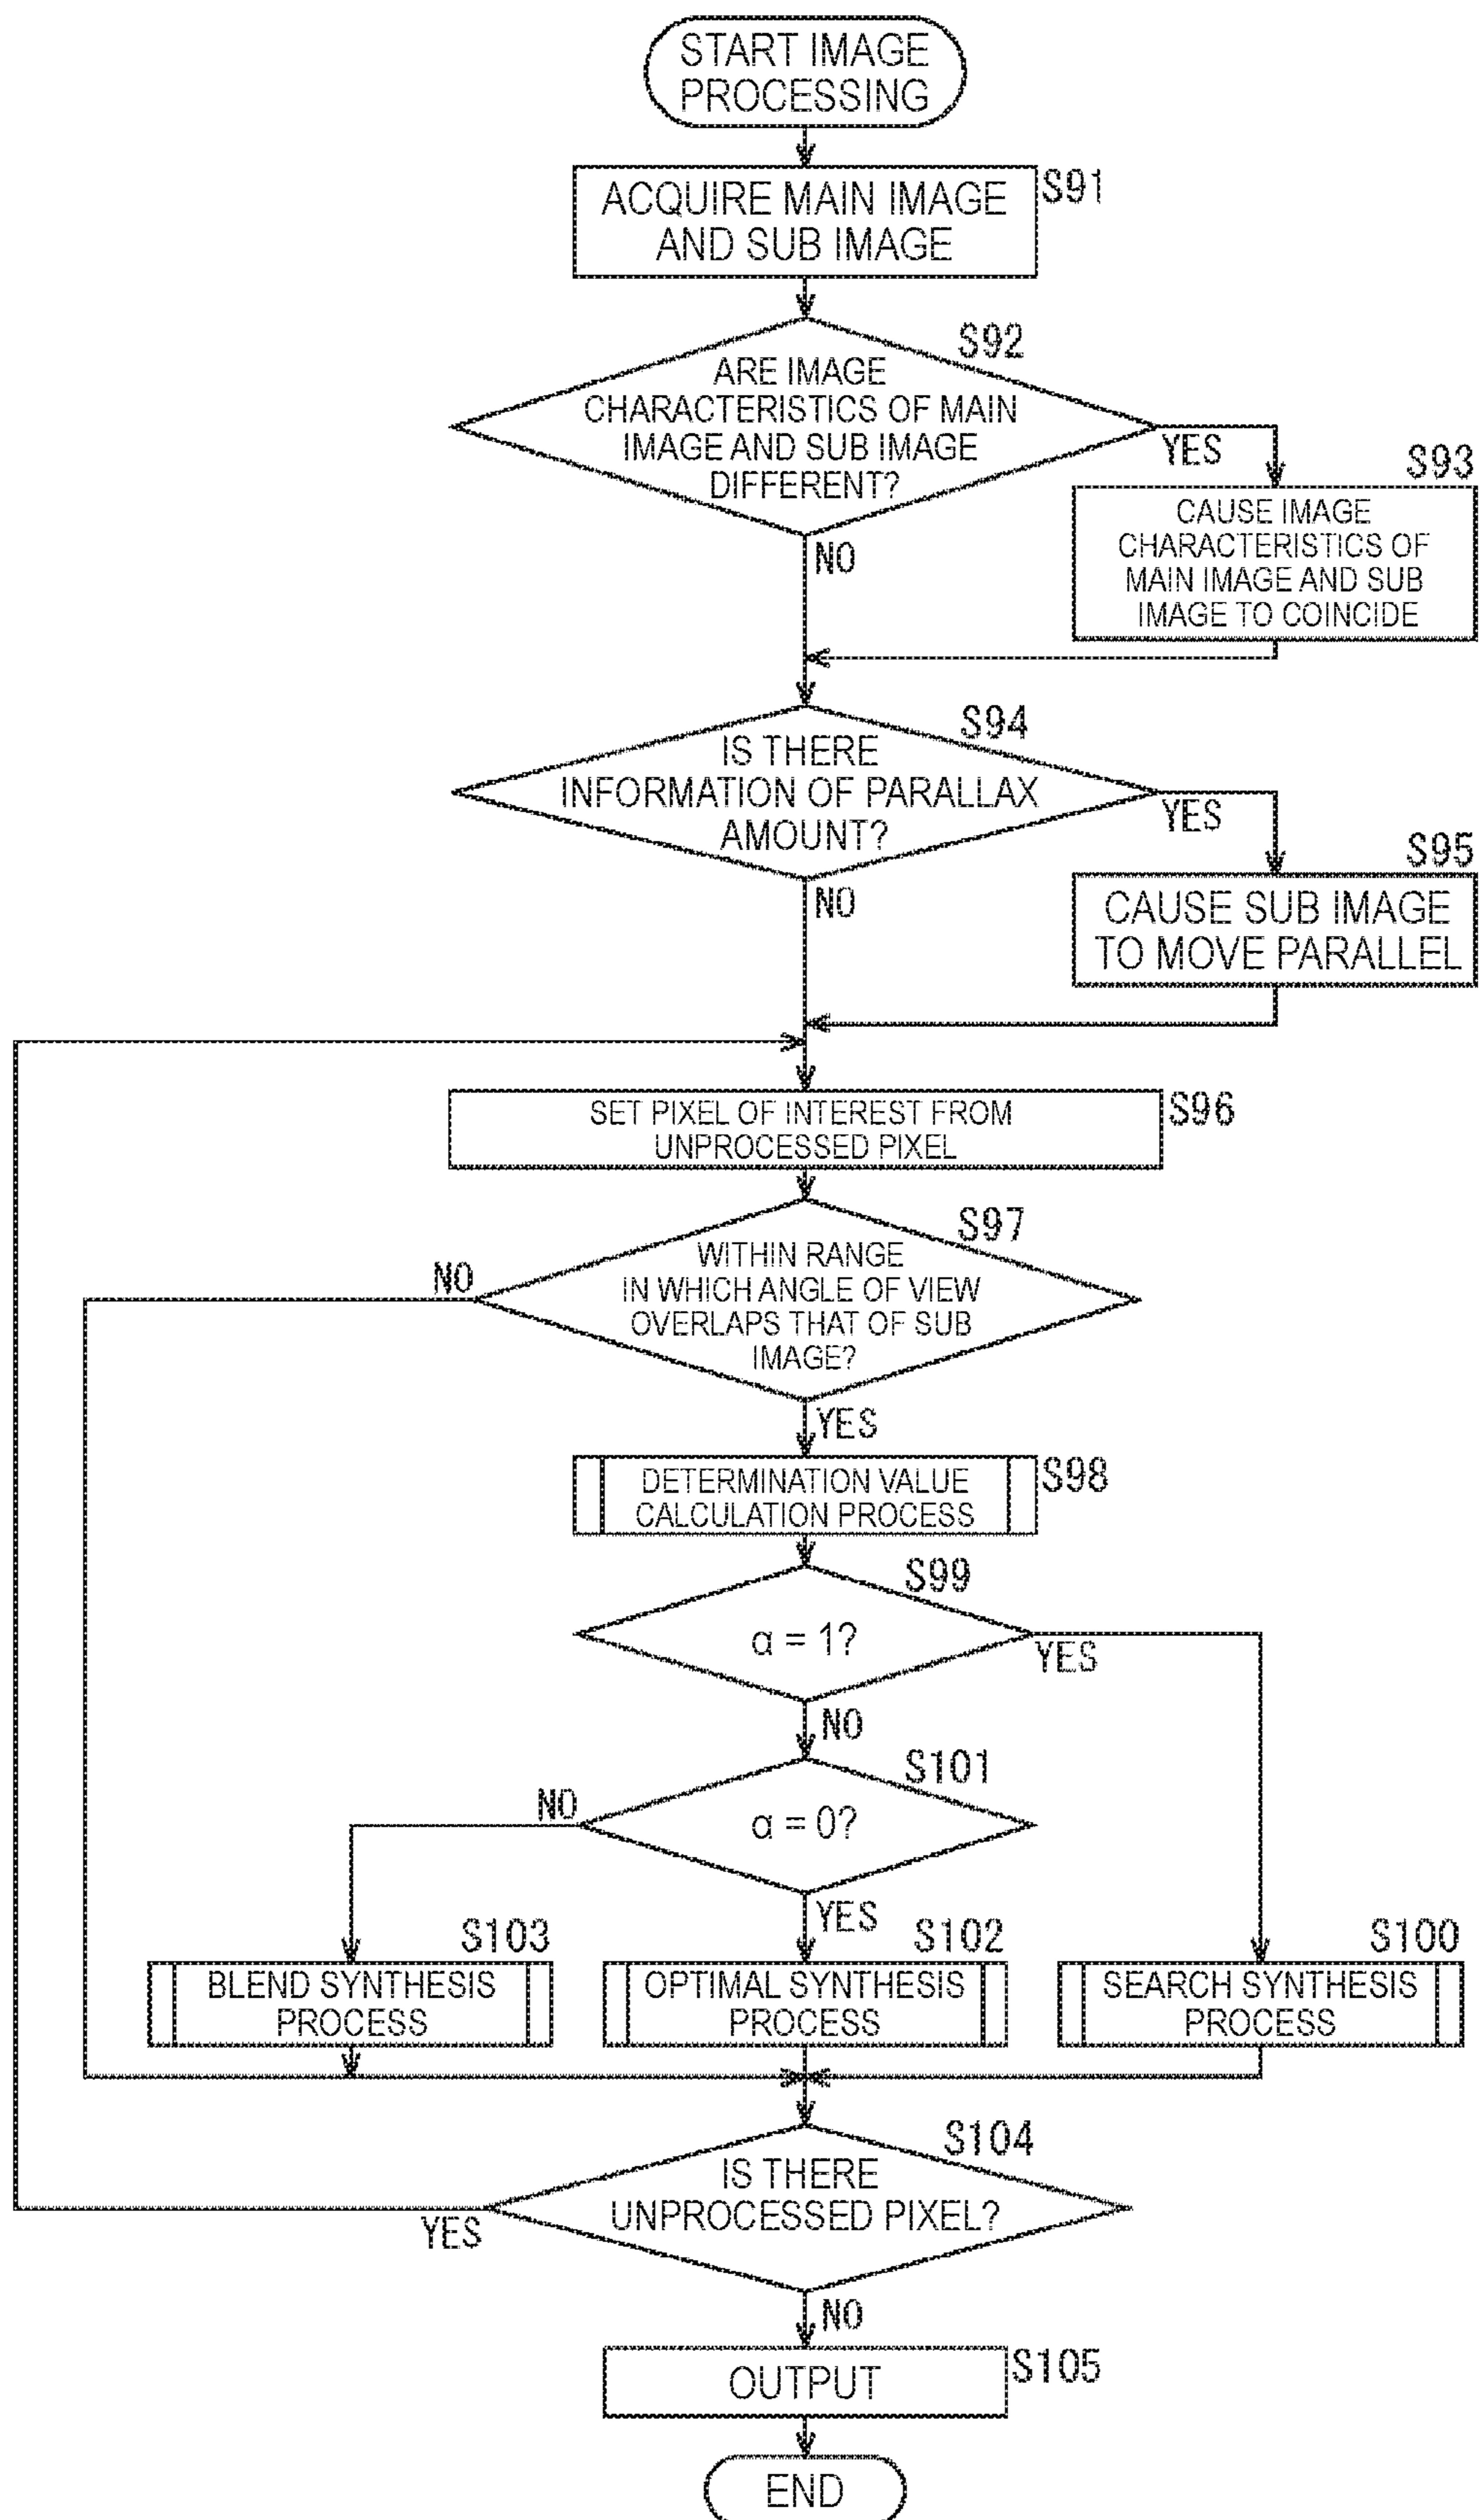 START IMAGE
PROCESSING
ACQUIRE MAIN IMAGE
AND SUB IMAGE
S91
S92
ARE IMAGE
CHARACTERISTICS OF MAIN
IMAGE AND SUB IMAGE
DIFFERENT?
YES
NO
S93
CAUSE IMAGE
CHARACTERISTICS OF
MAIN IMAGE AND SUB
IMAGE TO COINCIDE
S94
IS THERE
INFORMATION OF PARALLAX
AMOUNT?
YES
NO
S95
CAUSE SUB IMAGE
TO MOVE PARALLEL
SET PIXEL OF INTEREST FROM
UNPROCESSED PIXEL
S96
S97
WITHIN RANGE
IN WHICH ANGLE OF VIEW
OVERLAPS THAT OF SUB
IMAGE?
NO
YES
DETERMINATION VALUE
CALCULATION PROCESS
S98
S99
α = 1?
YES
NO
S101
α = 0?
NO
YES
S103
BLEND SYNTHESIS
PROCESS
S102
OPTIMAL SYNTHESIS
PROCESS
S100
SEARCH SYNTHESIS
PROCESS
S104
IS THERE
UNPROCESSED PIXEL?
YES
NO
OUTPUT
S105
END